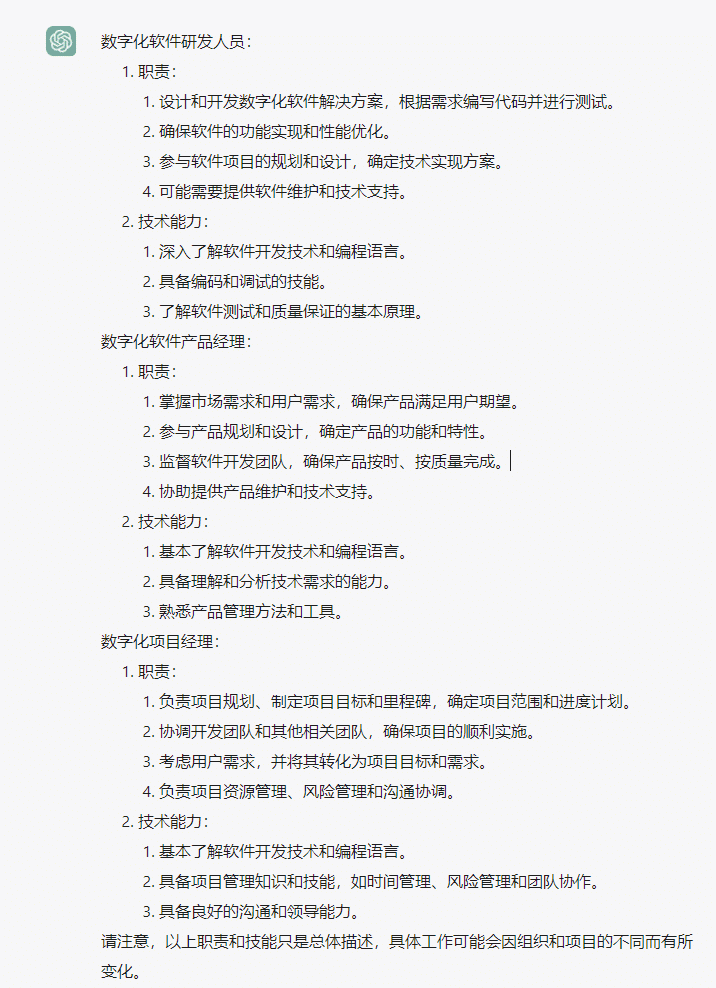 数字化软件研发人员：
1. 职责：
1. 设计和开发数字化软件解决方案，根据需求编写代码并进行测试。
2. 确保软件的功能实现和性能优化。
3. 参与软件项目的规划和设计，确定技术实现方案。
4. 可能需要提供软件维护和技术支持。
2. 技术能力：
1. 深入了解软件开发技术和编程语言。
2. 具备编码和调试的技能。
3. 了解软件测试和质量保证的基本原理。
数字化软件产品经理：
1. 职责：
1. 掌握市场需求和用户需求，确保产品满足用户期望。
2. 参与产品规划和设计，确定产品的功能和特性。
3. 监督软件开发团队，确保产品按时、按质量完成。
4. 协助提供产品维护和技术支持。
2. 技术能力：
1. 基本了解软件开发技术和编程语言。
2. 具备理解和分析技术需求的能力。
3. 熟悉产品管理方法和工具。
数字化项目经理：
1. 职责：
1. 负责项目规划、制定项目目标和里程碑，确定项目范围和进度计划。
2. 协调开发团队和其他相关团队，确保项目的顺利实施。
3. 考虑用户需求，并将其转化为项目目标和需求。
4. 负责项目资源管理、风险管理和沟通协调。
2. 技术能力：
1. 基本了解软件开发技术和编程语言。
2. 具备项目管理知识和技能，如时间管理、风险管理和团队协作。
3. 具备良好的沟通和领导能力。
请注意，以上职责和技能只是总体描述，具体工作可能会因组织和项目的不同而有所
变化。